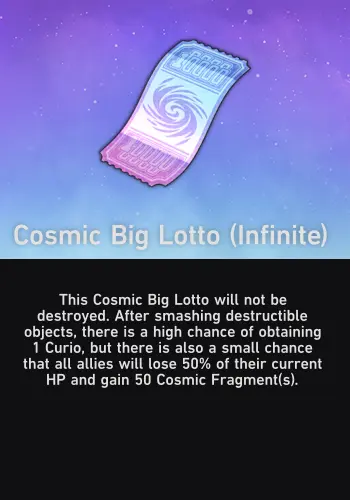 Cosmic Big Lotto (Infinite)
This Cosmic Big Lotto will not be
destroyed. After smashing destructible
objects, there is a high chance of obtaining
1 Curio, but there is also a small chance
that all allies will lose 50% of their current
HP and gain 50 Cosmic Fragment(s).